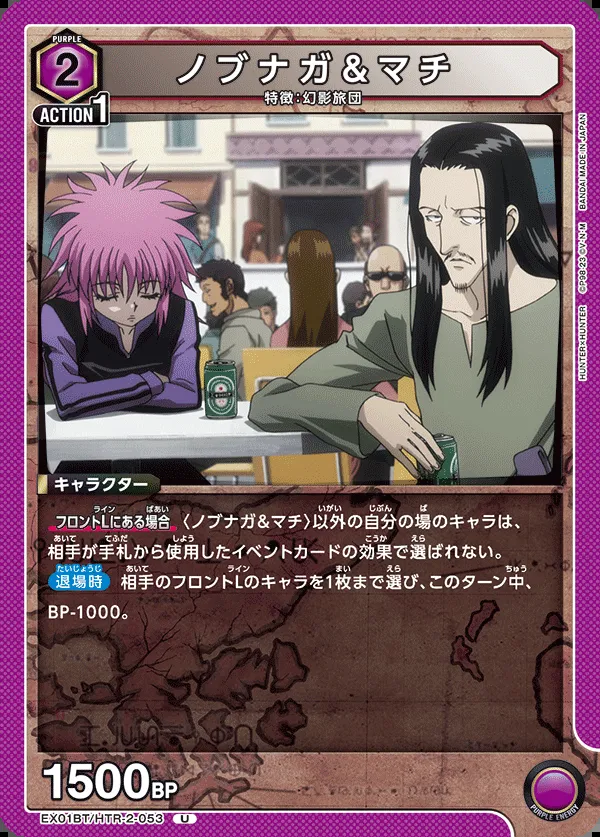 PURPLE
2
ノブナガ&マチ
特徴:幻影旅団
ACTION 1
HUNTER×HUNTER ©P98-23 ©V・N・M BANDAI MADE IN JAPAN
キャラクター
フロントLにある場合 〈ノブナガ&マチ〉以外の自分の場のキャラは、
相手が手札から使用したイベントカードの効果で選ばれない。
退場時 相手のフロントLのキャラを1枚まで選び、このターン中、
BP-1000。
1500BP
EX01BT/HTR-2-053 U
PURPLE ENERGY